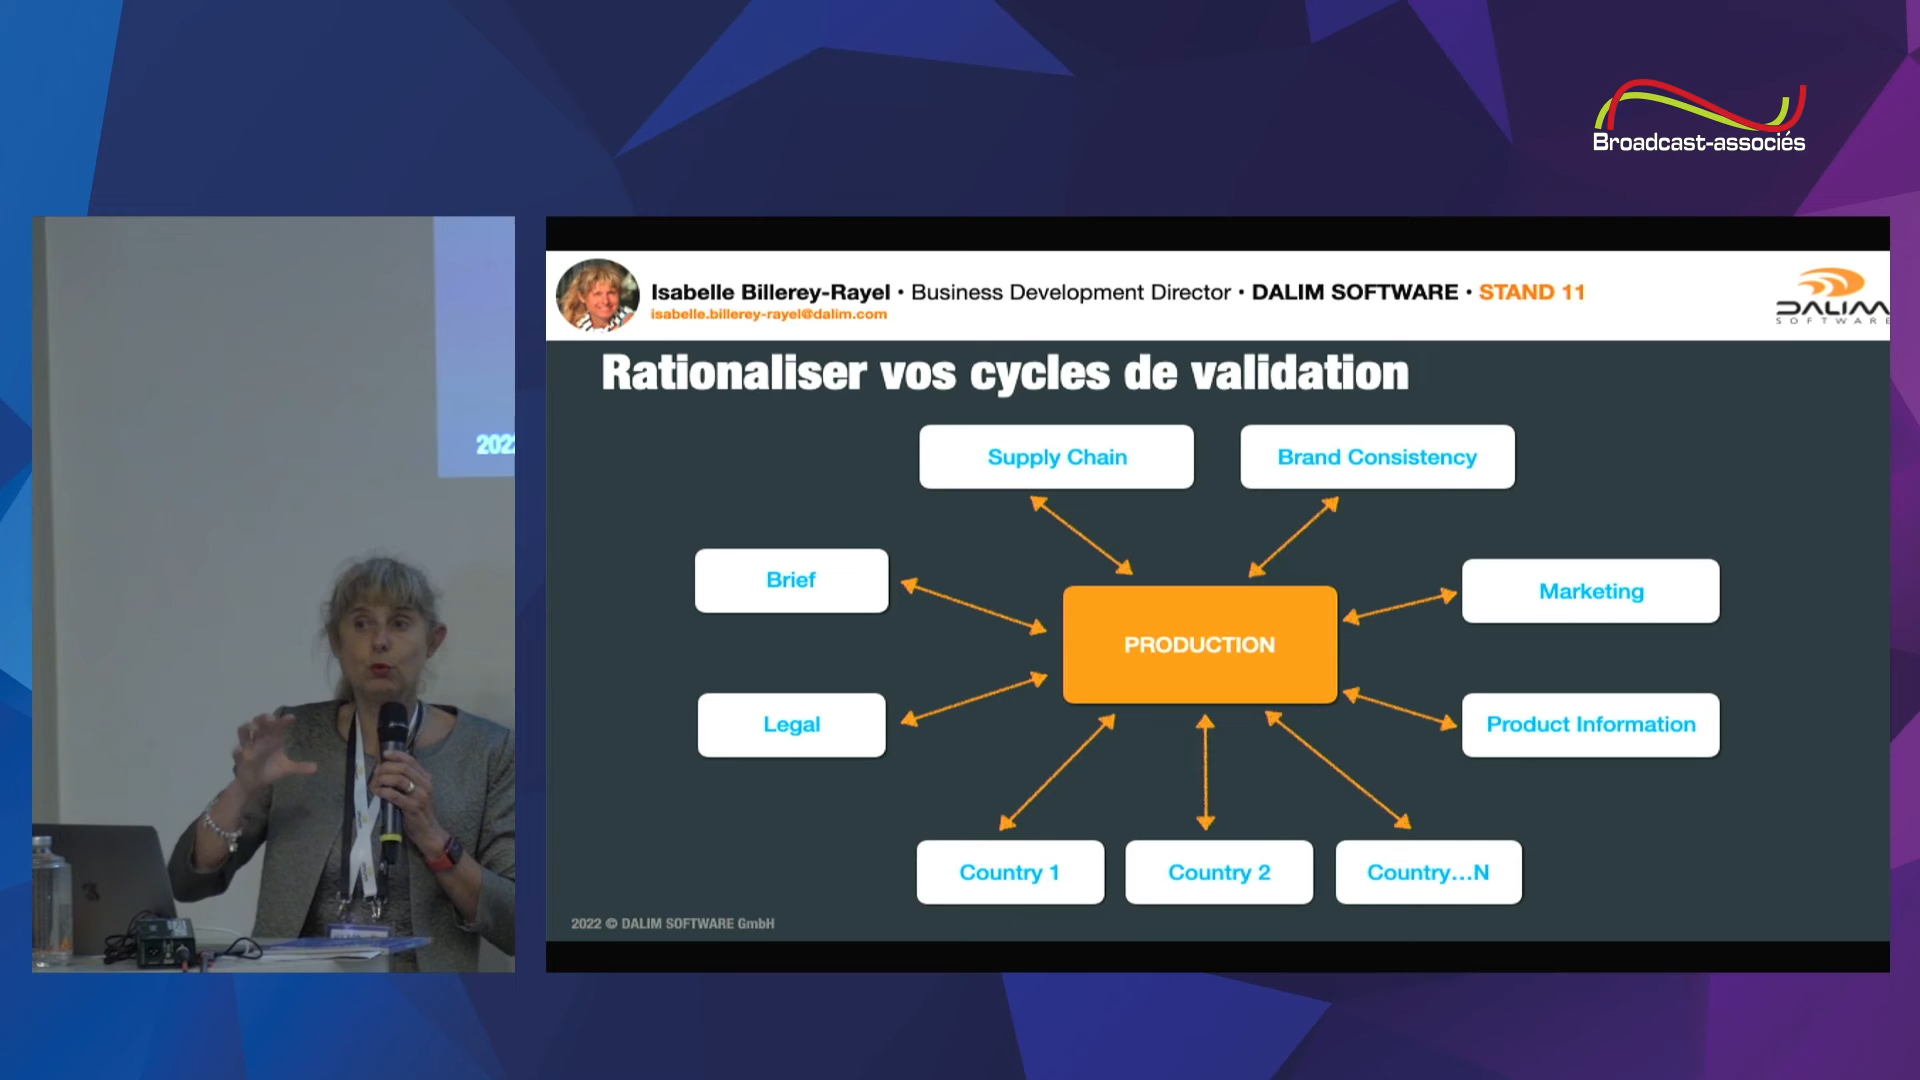 Broadcast-associés
Isabelle Billerey-Rayel • Business Development Director • DALIM SOFTWARE • STAND 11
isabelle.billerey-rayel@dalim.com
DALIM
SOFTWARE
Rationaliser vos cycles de validation
Supply Chain
Brand Consistency
Brief
Marketing
PRODUCTION
Legal
Product Information
Country 1
Country 2
Country...N
2022 © DALIM SOFTWARE GmbH
202